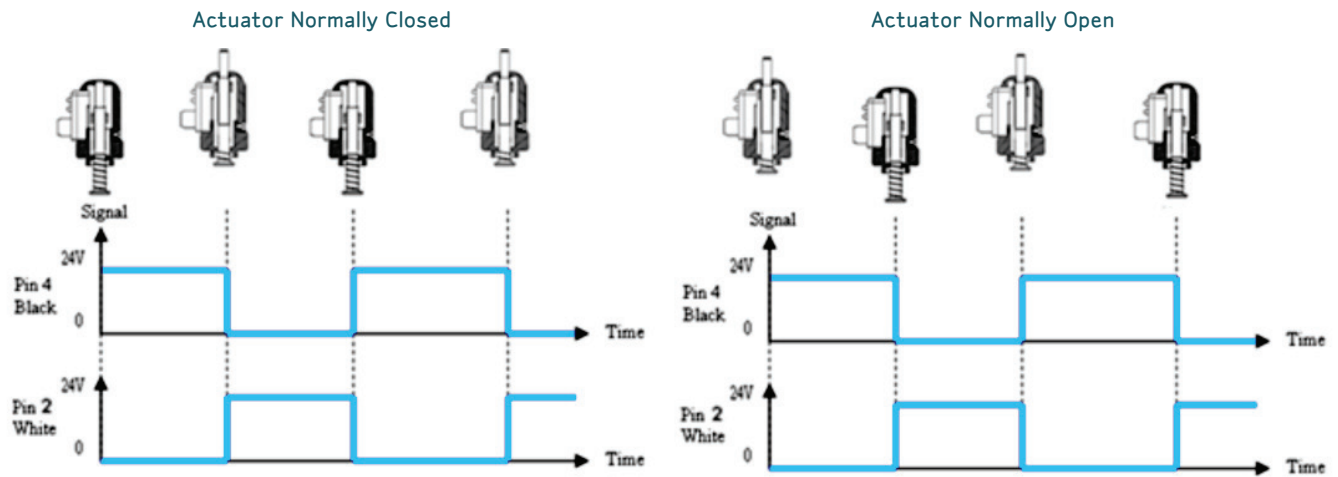 Actuator Normally Closed
Signal
24V
Pin 4
Black
0
Time
24V
Pin 2
White
0
Time
Actuator Normally Open
Signal
24V
Pin 4
Black
0
Time
24V
Pin 2
White
0
Time